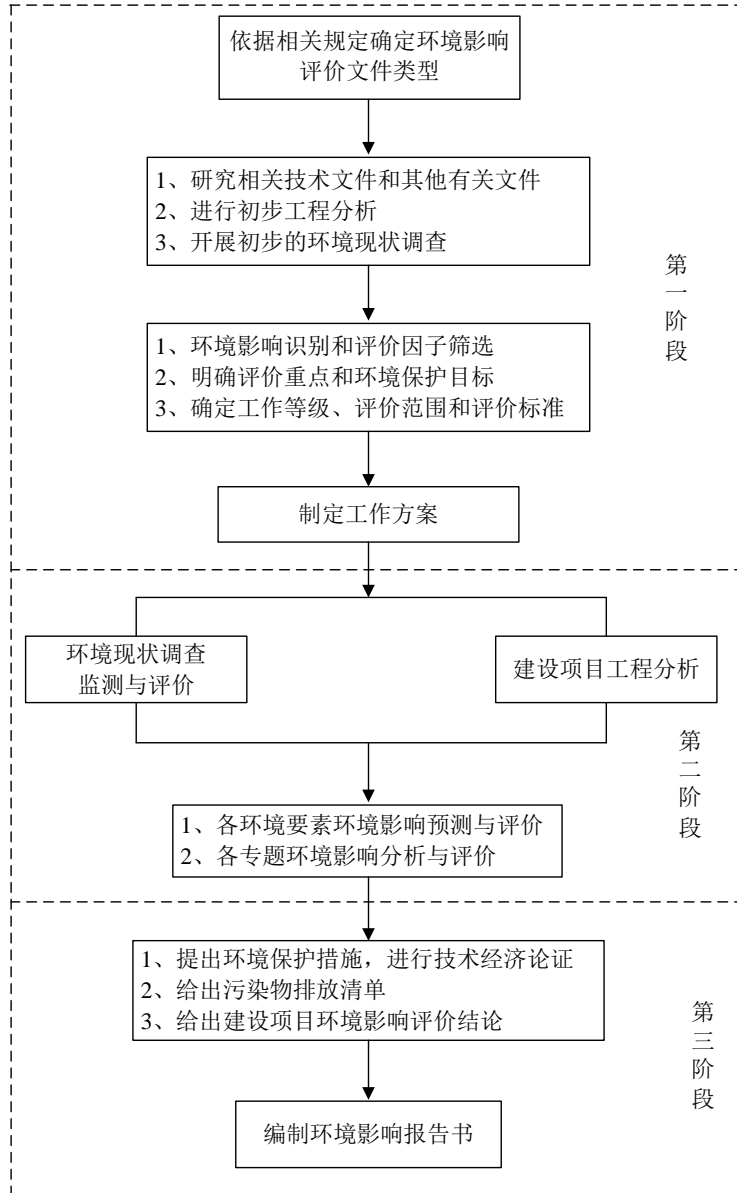 依据相关规定确定环境影响
评价文件类型
1、研究相关技术文件和其他有关文件
2、进行初步工程分析
3、开展初步的环境现状调查
第一阶段
1、环境影响识别和评价因子筛选
2、明确评价重点和环境保护目标
3、确定工作等级、评价范围和评价标准
制定工作方案
环境现状调查
监测与评价
建设项目工程分析
第二阶段
1、各环境要素环境影响预测与评价
2、各专题环境影响分析与评价
1、提出环境保护措施，进行技术经济论证
2、给出污染物排放清单
3、给出建设项目环境影响评价结论
第三阶段
编制环境影响报告书